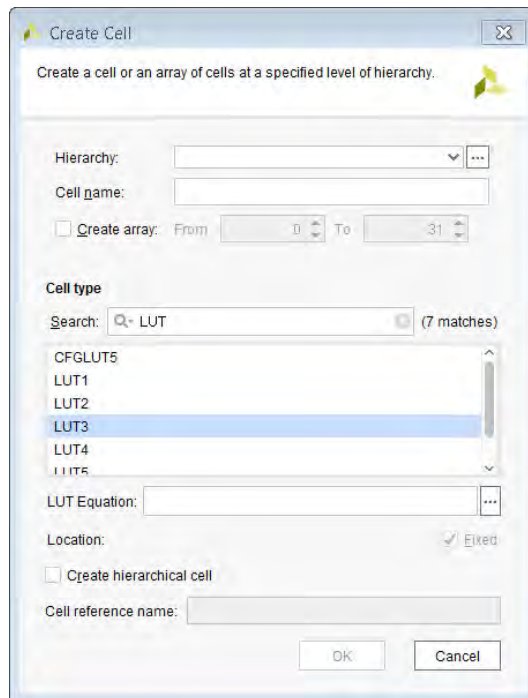 Create Cell
Create a cell or an array of cells at a specified level of hierarchy.
Hierarchy:
...
Cell name:
Create array: From 0 To 31
Cell type
Search: LUT (7 matches)
CFGLUT5
LUT1
LUT2
LUT3
LUT4
LUT5
LUT Equation: ...
Location: Fixed
Create hierarchical cell
Cell reference name:
OK Cancel